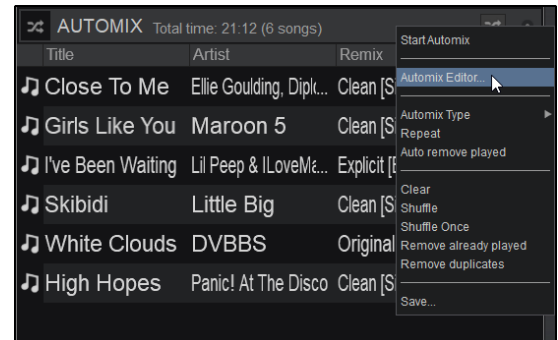 AUTOMIX Total time: 21:12 (6 songs)
Title Artist Remix
Close To Me Ellie Goulding, Dipl... Clean [S
Girls Like You Maroon 5 Clean [S
I've Been Waiting Lil Peep & ILoveMa... Explicit [E
Skibidi Little Big Clean [S
White Clouds DVBBS Original
High Hopes Panic! At The Disco Clean [S
Start Automix
Automix Editor...
Automix Type
Repeat
Auto remove played
Clear
Shuffle
Shuffle Once
Remove already played
Remove duplicates
Save...